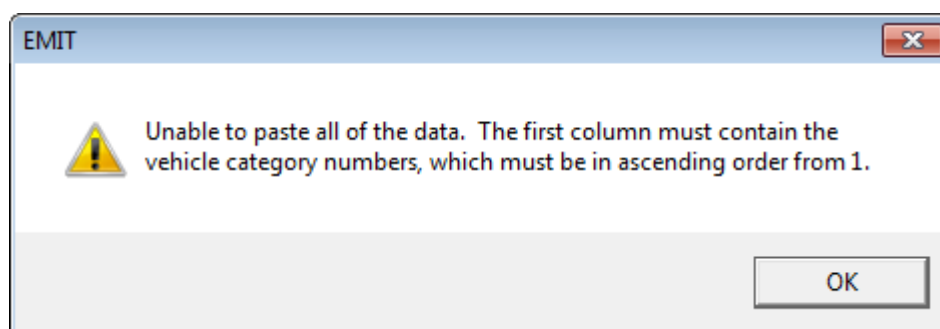 EMIT
Unable to paste all of the data.  The first column must contain the
vehicle category numbers, which must be in ascending order from 1.
OK